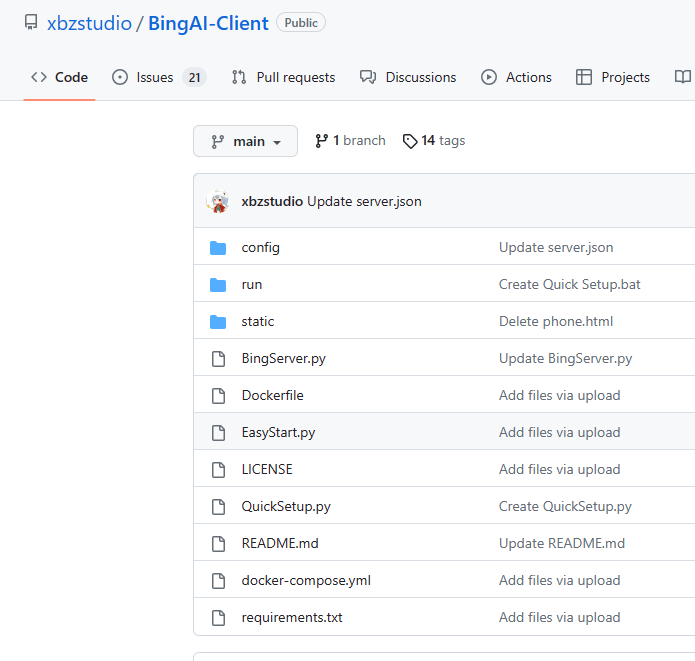 xbzstudio / BingAI-Client Public
Code Issues 21 Pull requests Discussions Actions Projects
main 1 branch 14 tags
xbzstudio Update server.json
config Update server.json
run Create Quick Setup.bat
static Delete phone.html
BingServer.py Update BingServer.py
Dockerfile Add files via upload
EasyStart.py Add files via upload
LICENSE Add files via upload
QuickSetup.py Create QuickSetup.py
README.md Update README.md
docker-compose.yml Add files via upload
requirements.txt Add files via upload